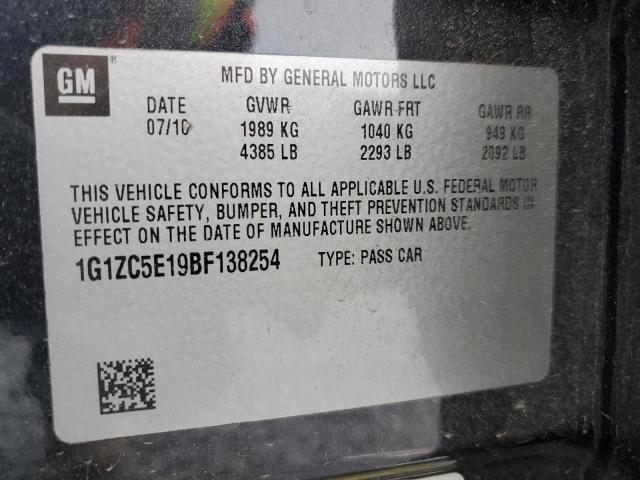 GM ®
MFD BY GENERAL MOTORS LLC
DATE GVWR GAWR FRT GAWR RR
07/10 1989 KG 1040 KG 949 KG
4385 LB 2293 LB 2092 LB
THIS VEHICLE CONFORMS TO ALL APPLICABLE U.S. FEDERAL MOTOR
VEHICLE SAFETY, BUMPER, AND THEFT PREVENTION STANDARDS IN
EFFECT ON THE DATE OF MANUFACTURE SHOWN ABOVE.
1G1ZC5E19BF138254 TYPE: PASS CAR